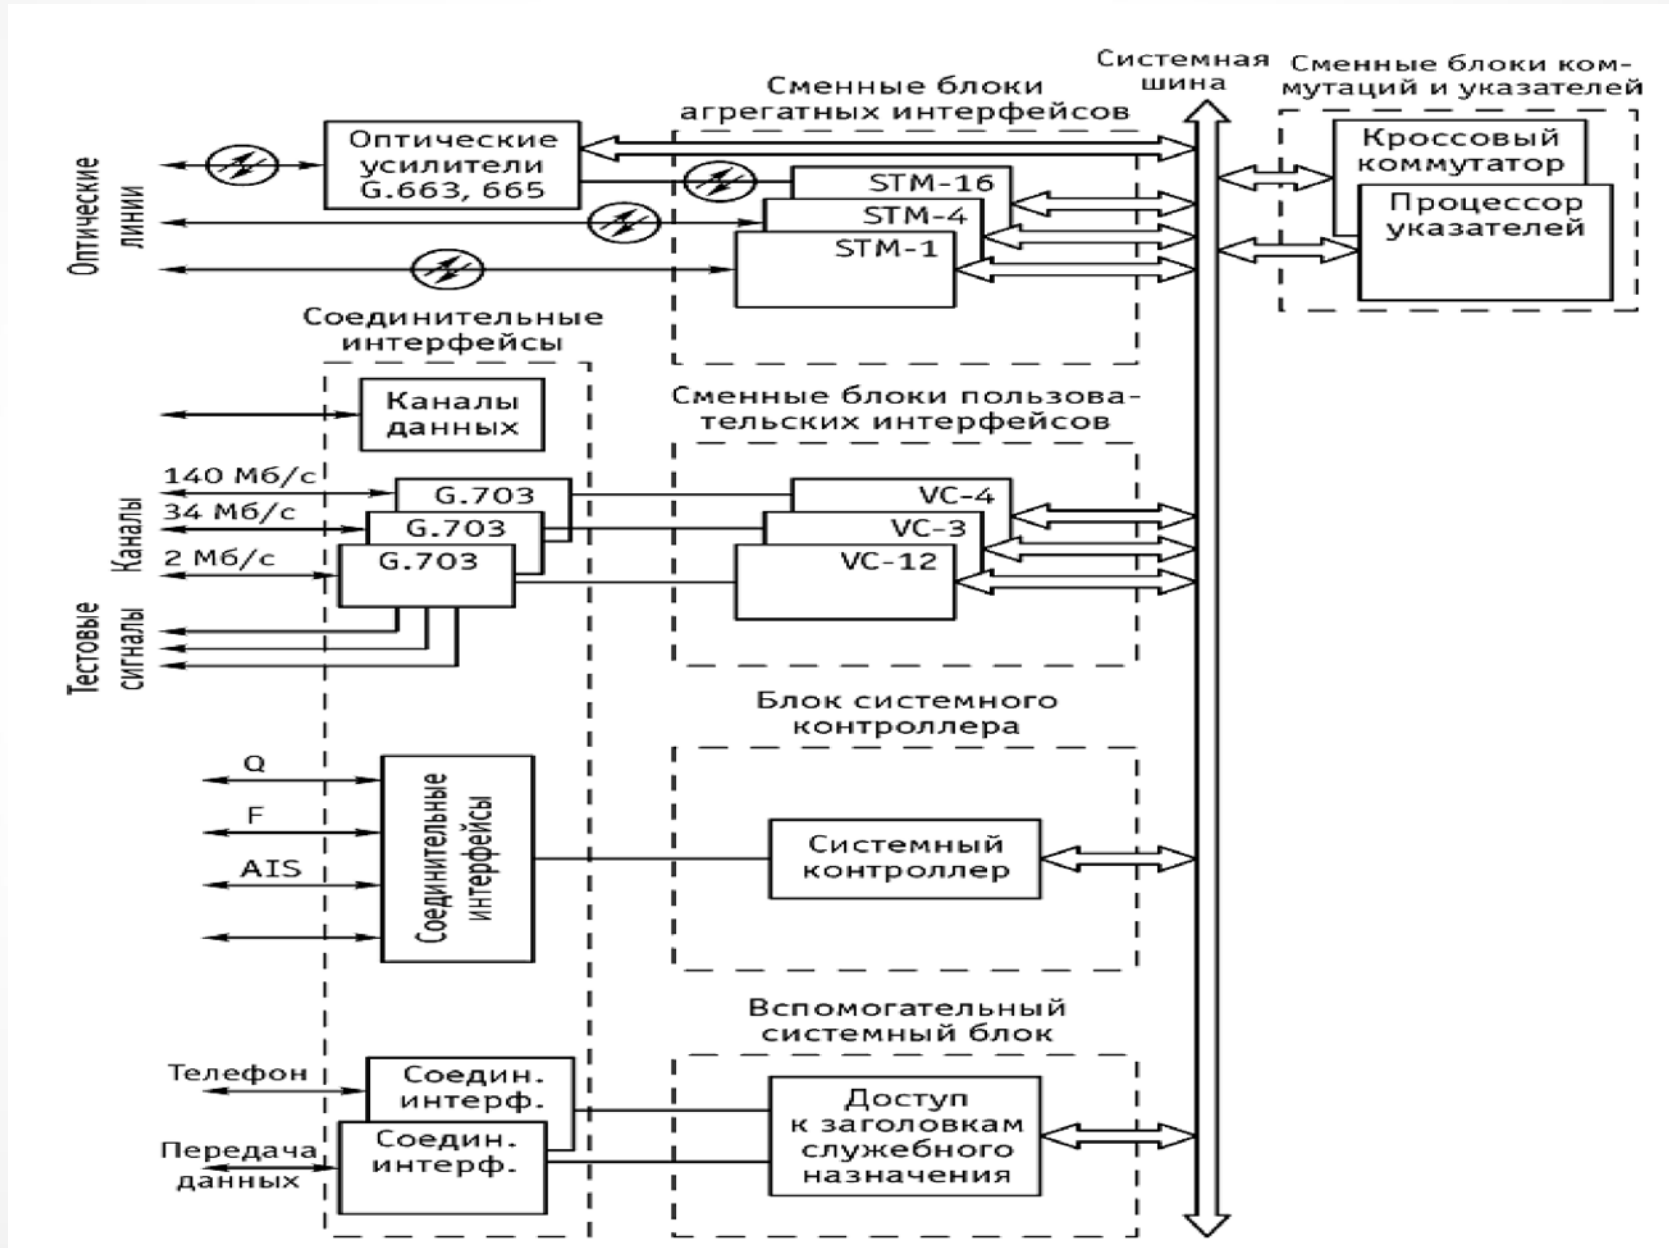 Системная
шина
Сменные блоки ком-
мутаций и указателей
Сменные блоки
агрегатных интерфейсов
Оптические
линии
Оптические
усилители
G.663, 665
STM-16
STM-4
STM-1
Кроссовый
коммутатор
Процессор
указателей
Соединительные
интерфейсы
Каналы
данных
Сменные блоки пользова-
тельских интерфейсов
Каналы
140 Мб/с
34 Мб/с
2 Мб/с
G.703
G.703
G.703
VC-4
VC-3
VC-12
Тестовые
сигналы
Блок системного
контроллера
Q
F
AIS
Соединительные
интерфейсы
Системный
контроллер
Вспомогательный
системный блок
Телефон
Передача
данных
Соедин.
интерф.
Соедин.
интерф.
Доступ
к заголовкам
служебного
назначения